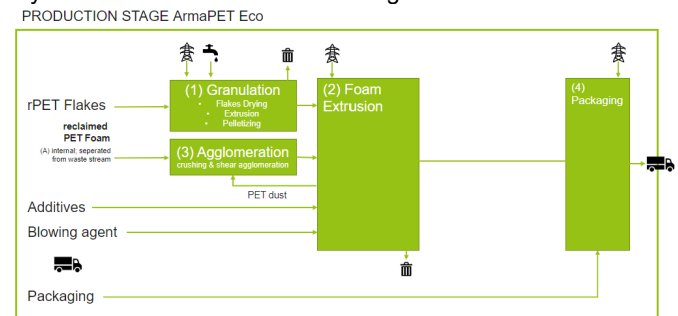 PRODUCTION STAGE ArmaPET Eco
(1) Granulation
• Flakes Drying
• Extrusion
• Pelletizing
(2) Foam
Extrusion
(4)
Packaging
rPET Flakes
reclaimed
PET Foam
(A) internal; seperated
from waste stream
(3) Agglomeration
crushing & shear agglomeration
PET dust
Additives
Blowing agent
Packaging